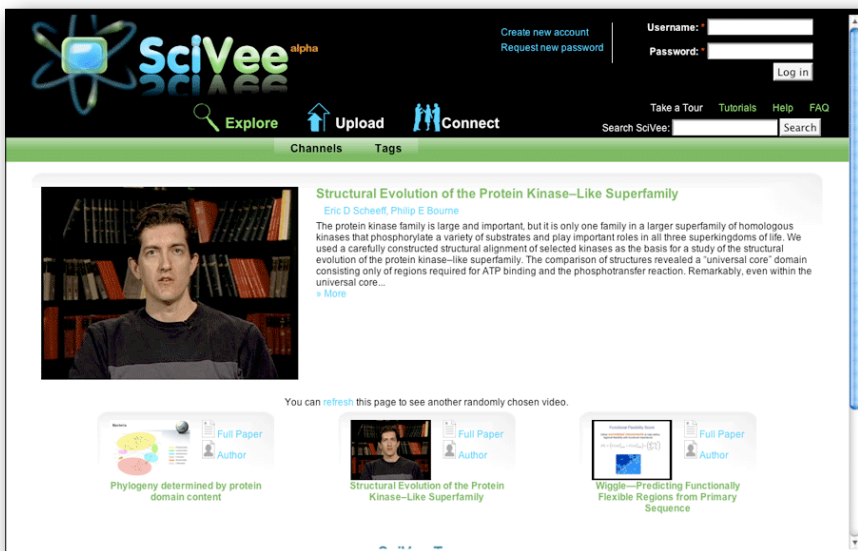 SciVee alpha
Create new account
Request new password
Username: *
Password: *
Log in
Explore
Upload
Connect
Take a Tour Tutorials Help FAQ
Search SciVee: Search
Channels Tags
Structural Evolution of the Protein Kinase–Like Superfamily
Eric D Scheeff, Philip E Bourne
The protein kinase family is large and important, but it is only one family in a larger superfamily of homologous
kinases that phosphorylate a variety of substrates and play important roles in all three superkingdoms of life. We
used a carefully constructed structural alignment of selected kinases as the basis for a study of the structural
evolution of the protein kinase–like superfamily. The comparison of structures revealed a “universal core” domain
consisting only of regions required for ATP binding and the phosphotransfer reaction. Remarkably, even within the
universal core...
» More
You can refresh this page to see another randomly chosen video.
Full Paper
Author
Phylogeny determined by protein
domain content
Full Paper
Author
Structural Evolution of the Protein
Kinase–Like Superfamily
Functional Flexibility Score
Full Paper
Author
Wiggle—Predicting Functionally
Flexible Regions from Primary
Sequence